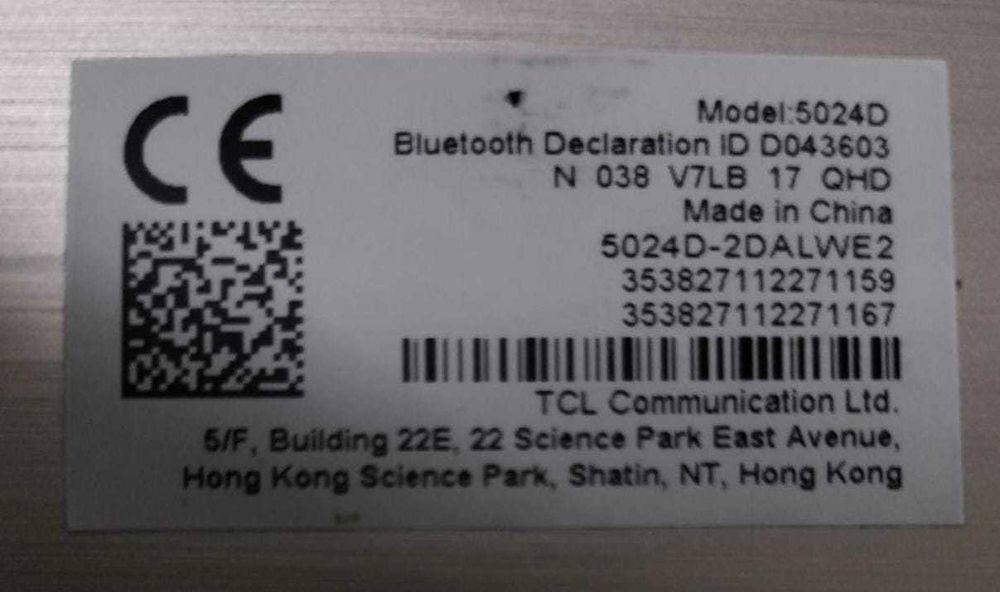 CE
Model:5024D
Bluetooth Declaration ID D043603
N 038 V7LB 17 QHD
Made in China
5024D-2DALWE2
353827112271159
353827112271167
TCL Communication Ltd.
5/F, Building 22E, 22 Science Park East Avenue,
Hong Kong Science Park, Shatin, NT, Hong Kong